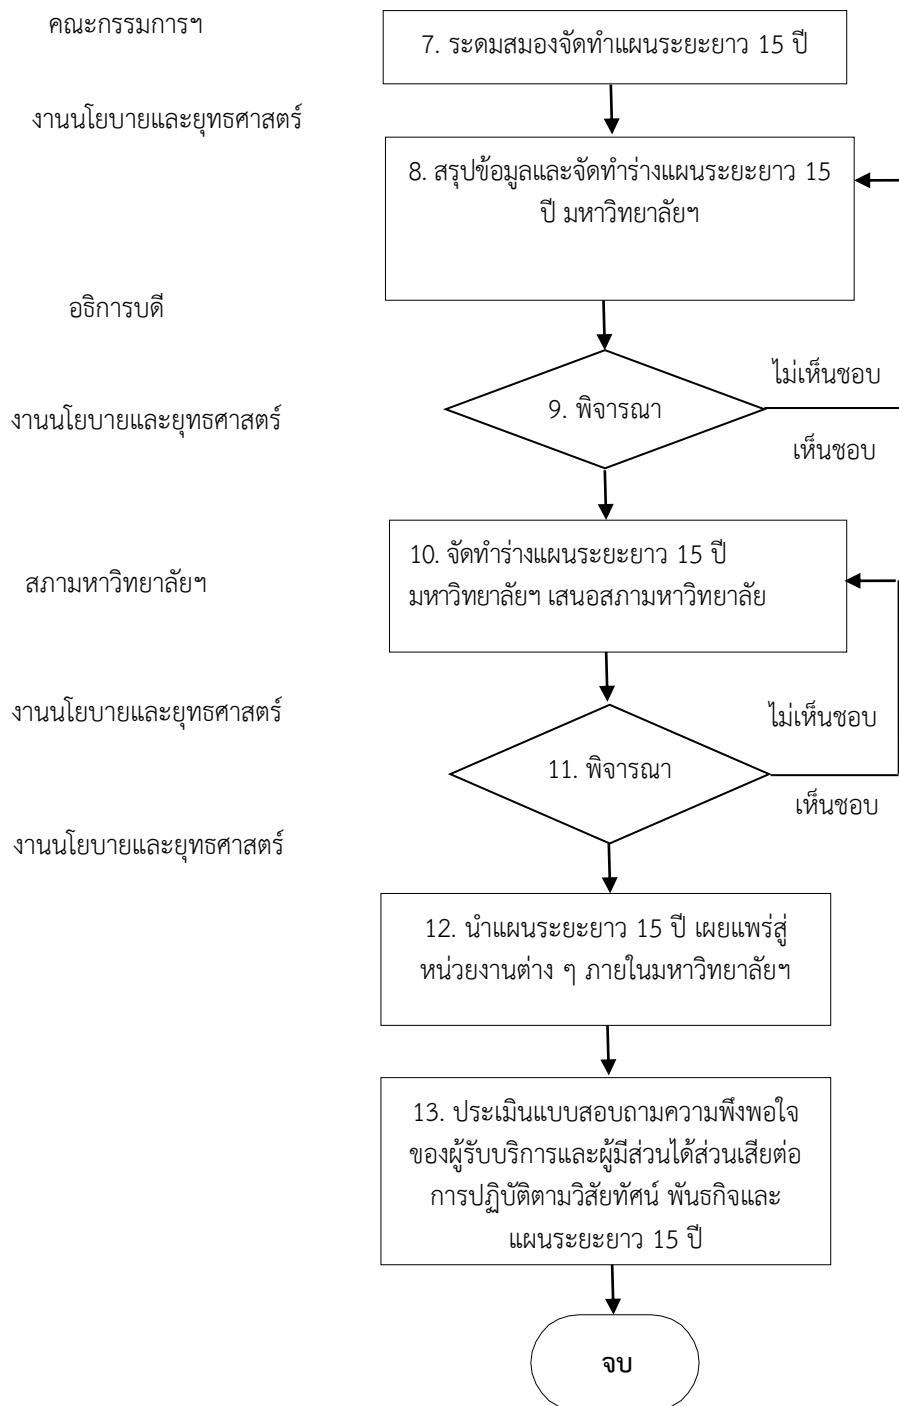 คณะกรรมการฯ
7. ระดมสมองจัดทำแผนระยะยาว 15 ปี
งานนโยบายและยุทธศาสตร์
8. สรุปข้อมูลและจัดทำร่างแผนระยะยาว 15
ปี มหาวิทยาลัยฯ
อธิการบดี
ไม่เห็นชอบ
9. พิจารณา
งานนโยบายและยุทธศาสตร์
เห็นชอบ
10. จัดทำร่างแผนระยะยาว 15 ปี
มหาวิทยาลัยฯ เสนอสภามหาวิทยาลัย
สภามหาวิทยาลัยฯ
งานนโยบายและยุทธศาสตร์
ไม่เห็นชอบ
11. พิจารณา
เห็นชอบ
งานนโยบายและยุทธศาสตร์
12. นำแผนระยะยาว 15 ปี เผยแพร่สู่
หน่วยงานต่าง ๆ ภายในมหาวิทยาลัยฯ
13. ประเมินแบบสอบถามความพึงพอใจ
ของผู้รับบริการและผู้มีส่วนได้ส่วนเสียต่อ
การปฏิบัติตามวิสัยทัศน์ พันธกิจและ
แผนระยะยาว 15 ปี
จบ